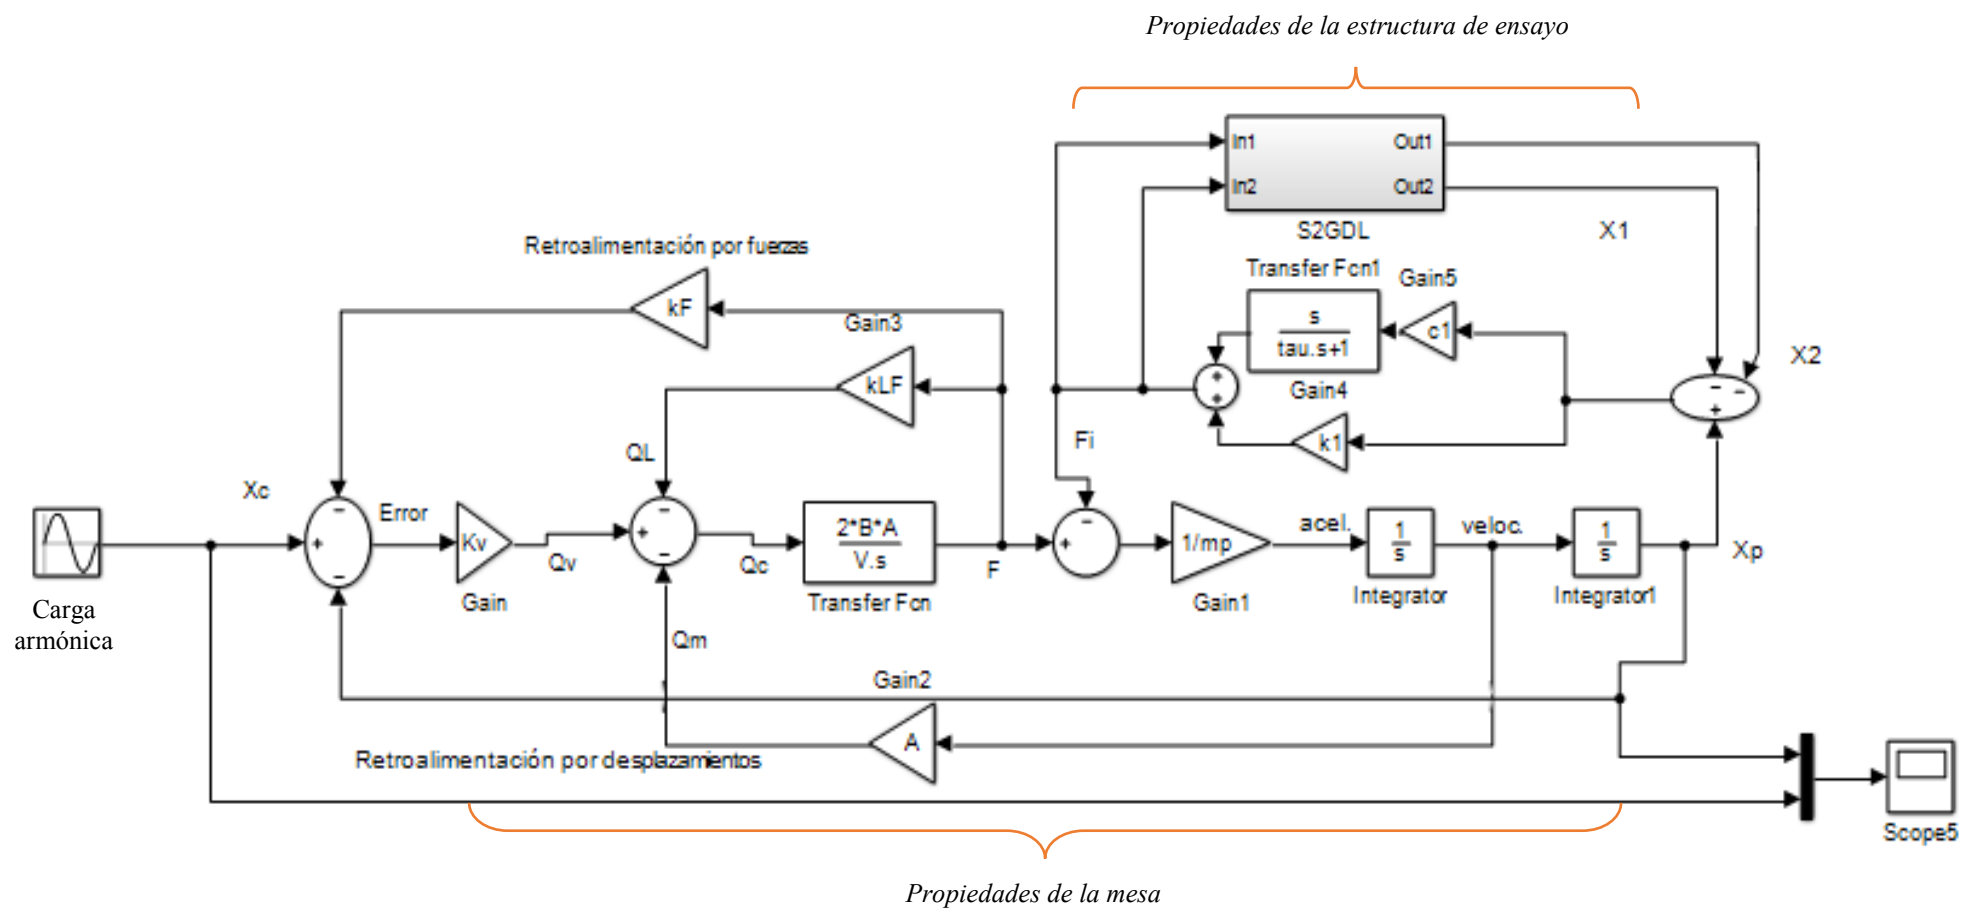 Propiedades de la estructura de ensayo
In1
Out1
In2
Out2
S2GDL
X1
Retroalimentación por fuerzas
Transfer Fcn1
Gain5
kF
Gain3
s
tau.s+1
c1
X2
kLF
Gain4
k1
Fi
QL
Xc
Error
Kv
Qv
Gain
Qc
2*B*A
V.s
Transfer Fcn
F
1/mp
Gain1
acel.
1
s
Integrator
veloc.
1
s
Integrator1
Xp
Carga
armónica
Qm
Gain2
A
Retroalimentación por desplazamientos
Scope5
Propiedades de la mesa